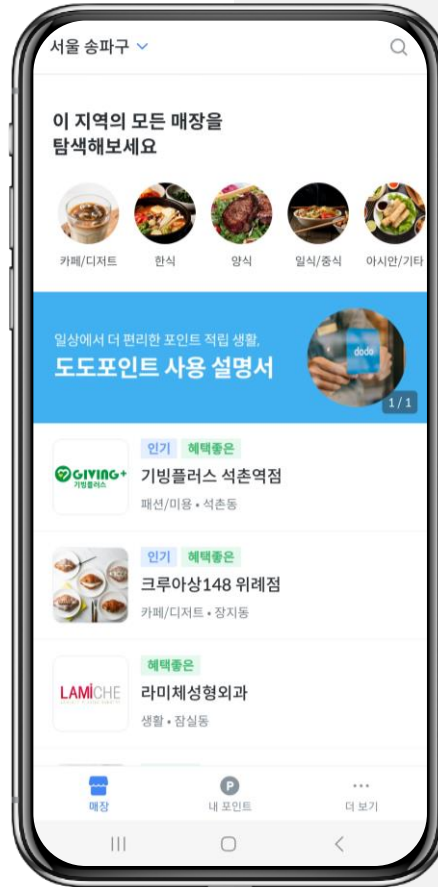 서울 송파구
이 지역의 모든 매장을
탐색해보세요
카페/디저트
한식
양식
일식/중식
아시안/기타
일상에서 더 편리한 포인트 적립 생활,
도도포인트 사용 설명서
dodo
1 / 1
인기 혜택좋은
GIVING+
기빙플러스
기빙플러스 석촌역점
패션/미용 • 석촌동
인기 혜택좋은
크루아상148 위례점
카페/디저트 • 장지동
혜택좋은
LAMICHE
라미체성형외과
생활 • 잠실동
P
매장
내 포인트
더 보기